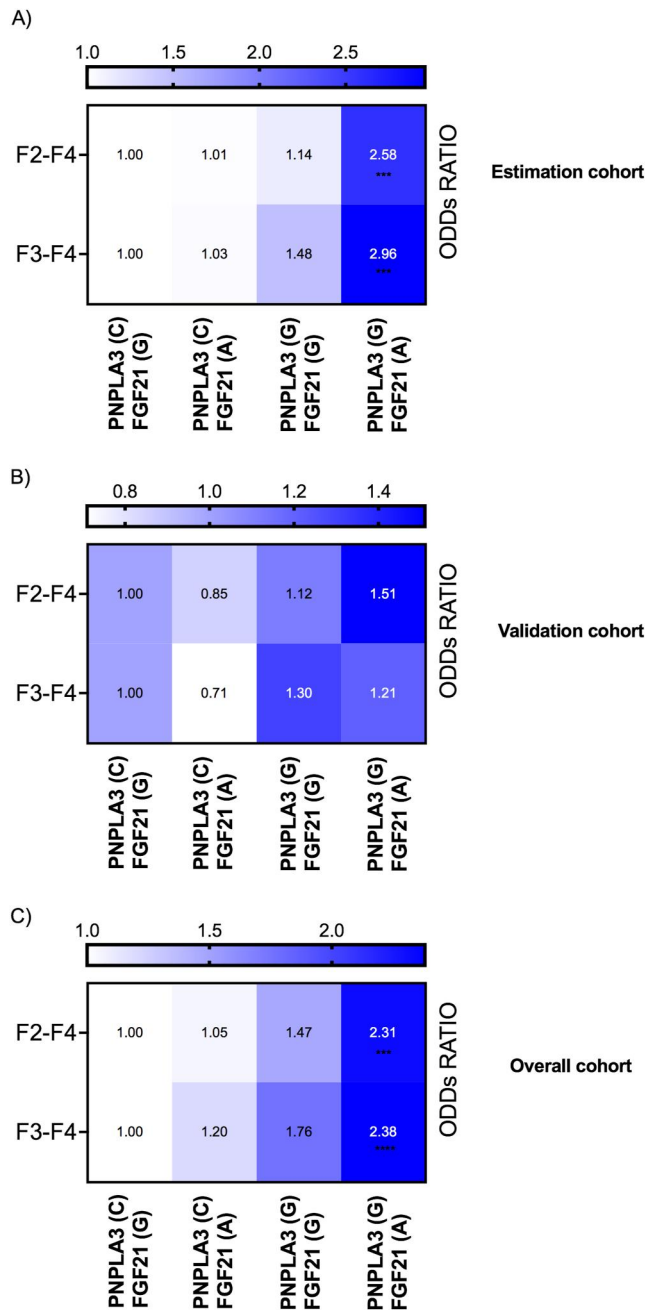 A)
1.0 1.5 2.0 2.5
F2-F4 1.00 1.01 1.14 2.58
***
F3-F4 1.00 1.03 1.48 2.96
***
ODDs RATIO
Estimation cohort
PNPLA3 (C)
FGF21 (G)
PNPLA3 (C)
FGF21 (A)
PNPLA3 (G)
FGF21 (G)
PNPLA3 (G)
FGF21 (A)
B)
0.8 1.0 1.2 1.4
F2-F4 1.00 0.85 1.12 1.51
F3-F4 1.00 0.71 1.30 1.21
ODDs RATIO
Validation cohort
PNPLA3 (C)
FGF21 (G)
PNPLA3 (C)
FGF21 (A)
PNPLA3 (G)
FGF21 (G)
PNPLA3 (G)
FGF21 (A)
C)
1.0 1.5 2.0
F2-F4 1.00 1.05 1.47 2.31
***
F3-F4 1.00 1.20 1.76 2.38
****
ODDs RATIO
Overall cohort
PNPLA3 (C)
FGF21 (G)
PNPLA3 (C)
FGF21 (A)
PNPLA3 (G)
FGF21 (G)
PNPLA3 (G)
FGF21 (A)